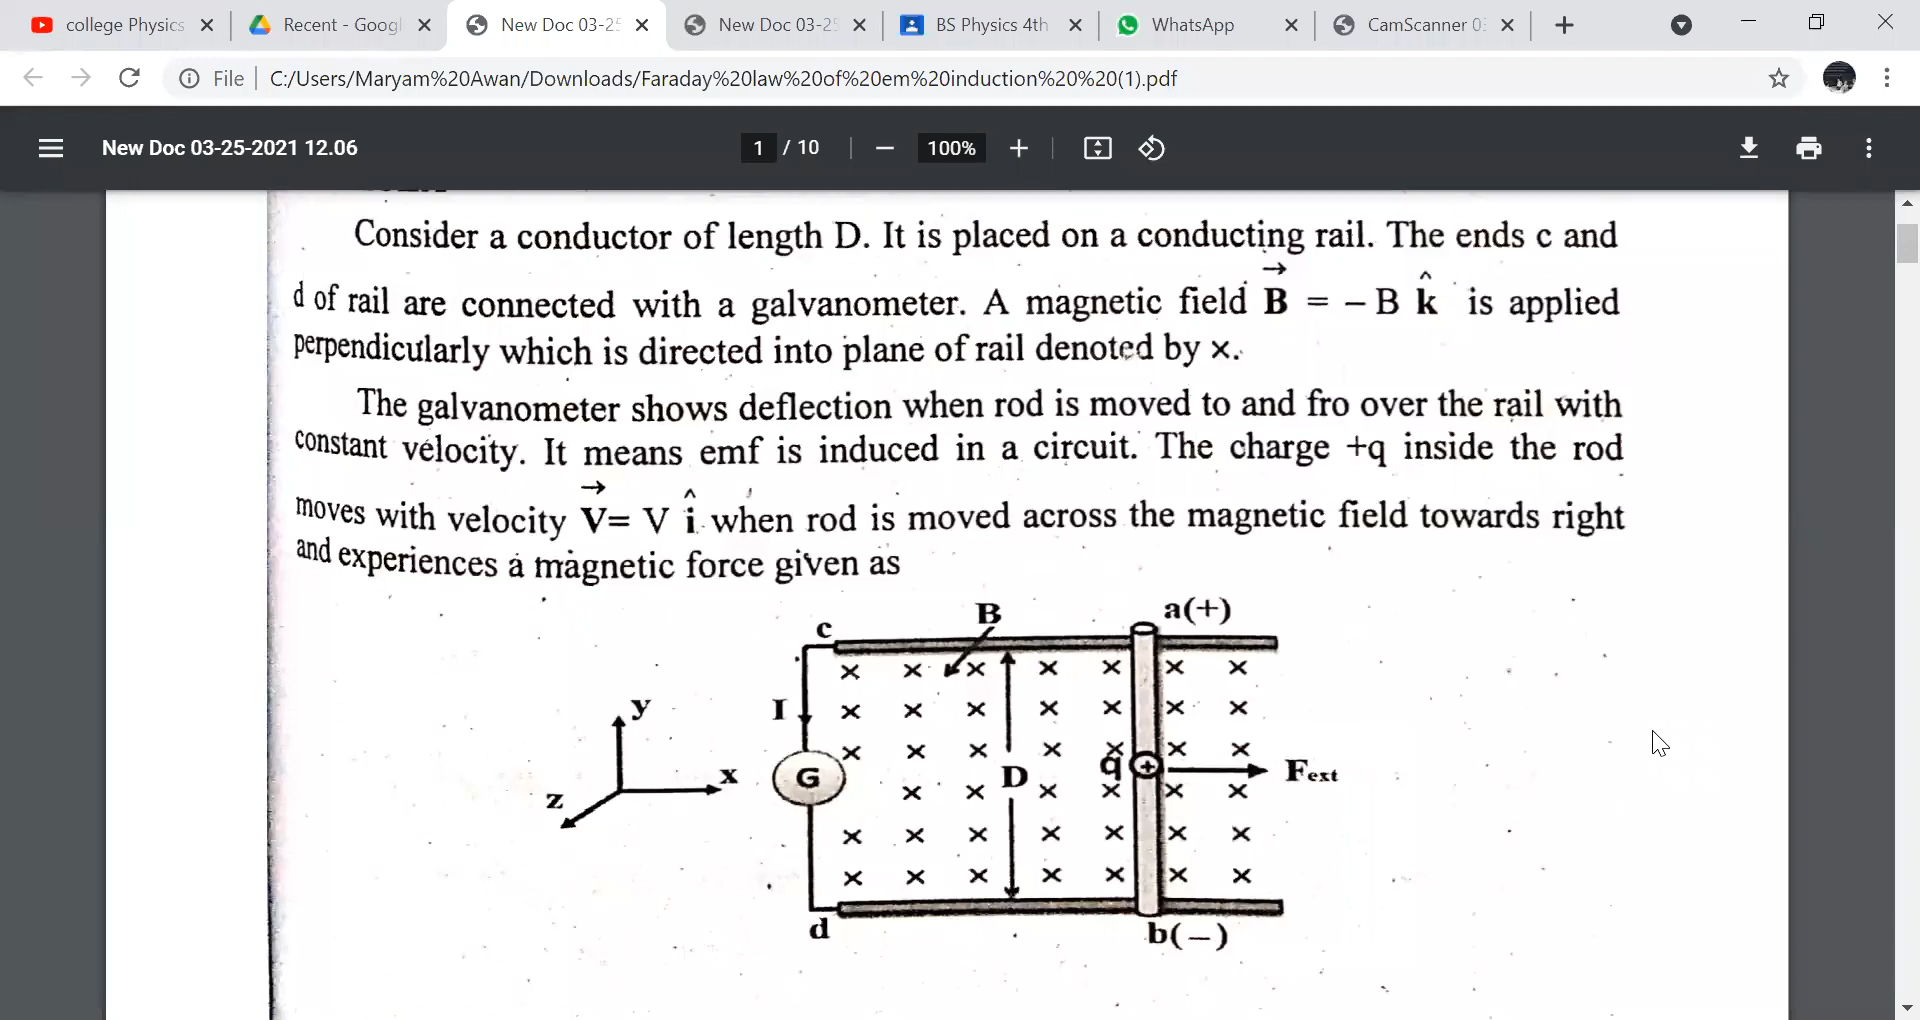 college Physics
Recent - Googl
New Doc 03-25
New Doc 03-25
BS Physics 4th
WhatsApp
CamScanner 03
File
C:/Users/Maryam%20Awan/Downloads/Faraday%20law%20of%20em%20induction%20%20(1).pdf
New Doc 03-25-2021 12.06
1 / 10
100%
Consider a conductor of length D. It is placed on a conducting rail. The ends c and
d of rail are connected with a galvanometer. A magnetic field B⃗ = – B k̂ is applied
perpendicularly which is directed into plane of rail denoted by ×.
The galvanometer shows deflection when rod is moved to and fro over the rail with
constant velocity. It means emf is induced in a circuit. The charge +q inside the rod
moves with velocity V⃗= V î when rod is moved across the magnetic field towards right
and experiences a magnetic force given as
B
a(+)
c
y
I
x
z
G
D
q
+
Fext
d
b(–)